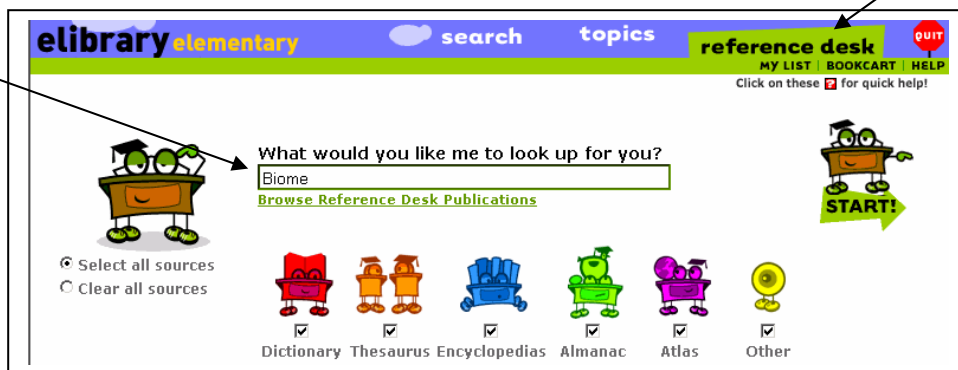 elibrary elementary search topics reference desk QUIT
MY LIST | BOOKCART | HELP
Click on these ? for quick help!
What would you like me to look up for you?
Biome
Browse Reference Desk Publications
START!
Select all sources
Clear all sources
Dictionary Thesaurus Encyclopedias Almanac Atlas Other